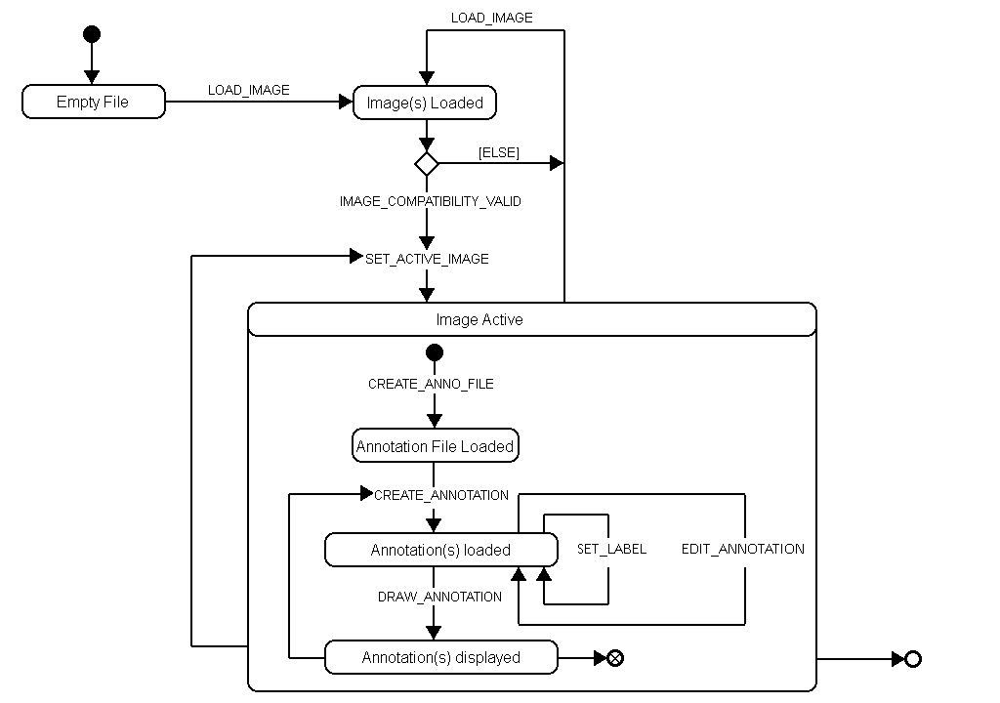 LOAD_IMAGE
Empty File
LOAD_IMAGE
Image(s) Loaded
[ELSE]
IMAGE_COMPATIBILITY_VALID
SET_ACTIVE_IMAGE
Image Active
CREATE_ANNO_FILE
Annotation File Loaded
CREATE_ANNOTATION
Annotation(s) loaded
SET_LABEL
EDIT_ANNOTATION
DRAW_ANNOTATION
Annotation(s) displayed